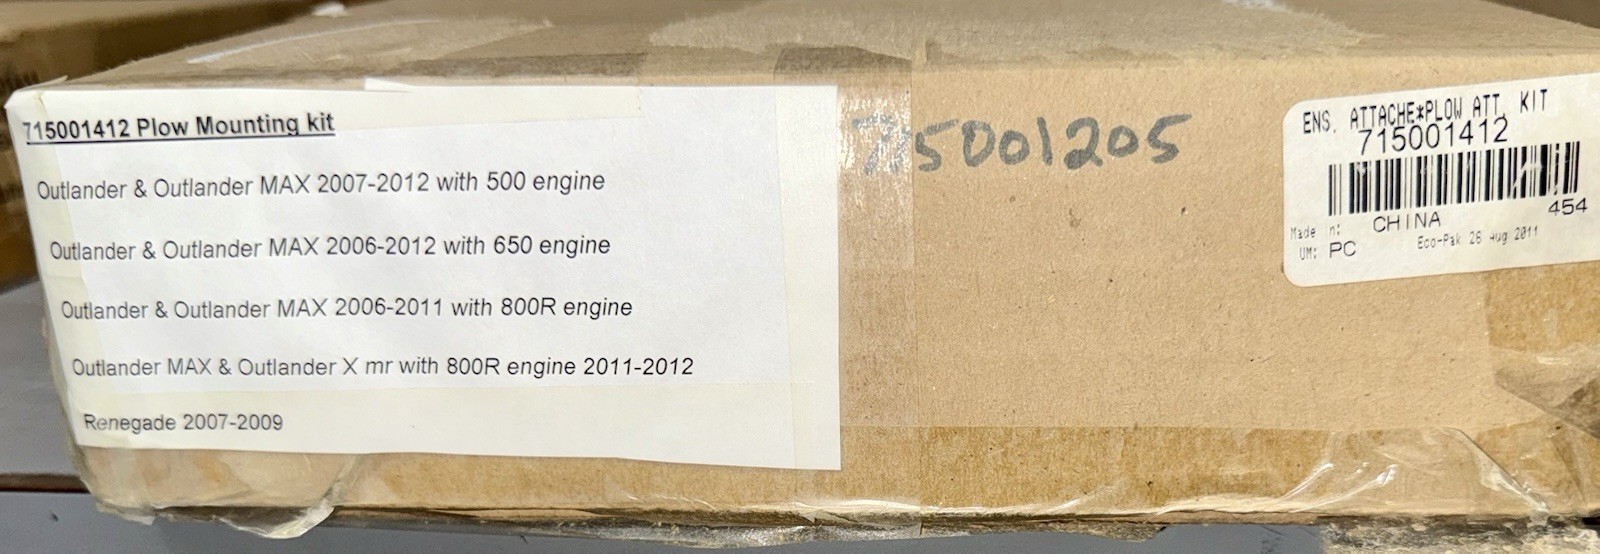 715001412 Plow Mounting kit
Outlander & Outlander MAX 2007-2012 with 500 engine
Outlander & Outlander MAX 2006-2012 with 650 engine
Outlander & Outlander MAX 2006-2011 with 800R engine
Outlander MAX & Outlander X mr with 800R engine 2011-2012
Renegade 2007-2009
715001205
ENS. ATTACHE*PLOW ATT. KIT
715001412
Made n: CHINA 454
UM: PC Eco-Pak 26 ug 2011